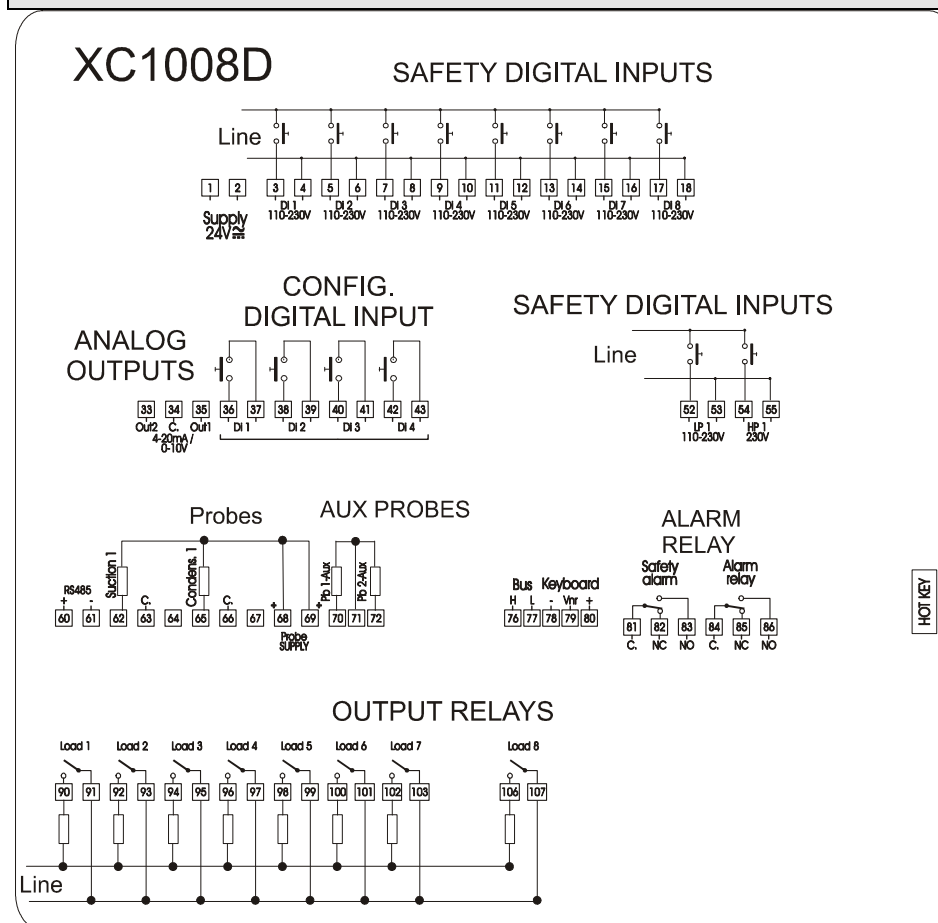 XC1008D
SAFETY DIGITAL INPUTS
Line
1 2 3 4 5 6 7 8 9 10 11 12 13 14 15 16 17 18
DI 1 DI 2 DI 3 DI 4 DI 5 DI 6 DI 7 DI 8
110-230V 110-230V 110-230V 110-230V 110-230V 110-230V 110-230V 110-230V
Supply
24V
CONFIG.
DIGITAL INPUT
ANALOG
OUTPUTS
33 34 35 36 37 38 39 40 41 42 43
Out2 C. Out1 DI 1 DI 2 DI 3 DI 4
4-20mA /
0-10V
SAFETY DIGITAL INPUTS
Line
52 53 54 55
LP 1 HP 1
110-230V 230V
Probes
AUX PROBES
Suction 1
Condens. 1
Pb 1-Aux
Pb 2-Aux
RS485
+ - C. C. + +
60 61 62 63 64 65 66 67 68 69 70 71 72
Probe
SUPPLY
Bus Keyboard
H L - Vnr +
76 77 78 79 80
ALARM
RELAY
Safety
alarm
Alarm
relay
81 82 83 84 85 86
C. NC NO C. NC NO
HOT KEY
OUTPUT RELAYS
Load 1 Load 2 Load 3 Load 4 Load 5 Load 6 Load 7 Load 8
90 91 92 93 94 95 96 97 98 99 100 101 102 103 106 107
Line